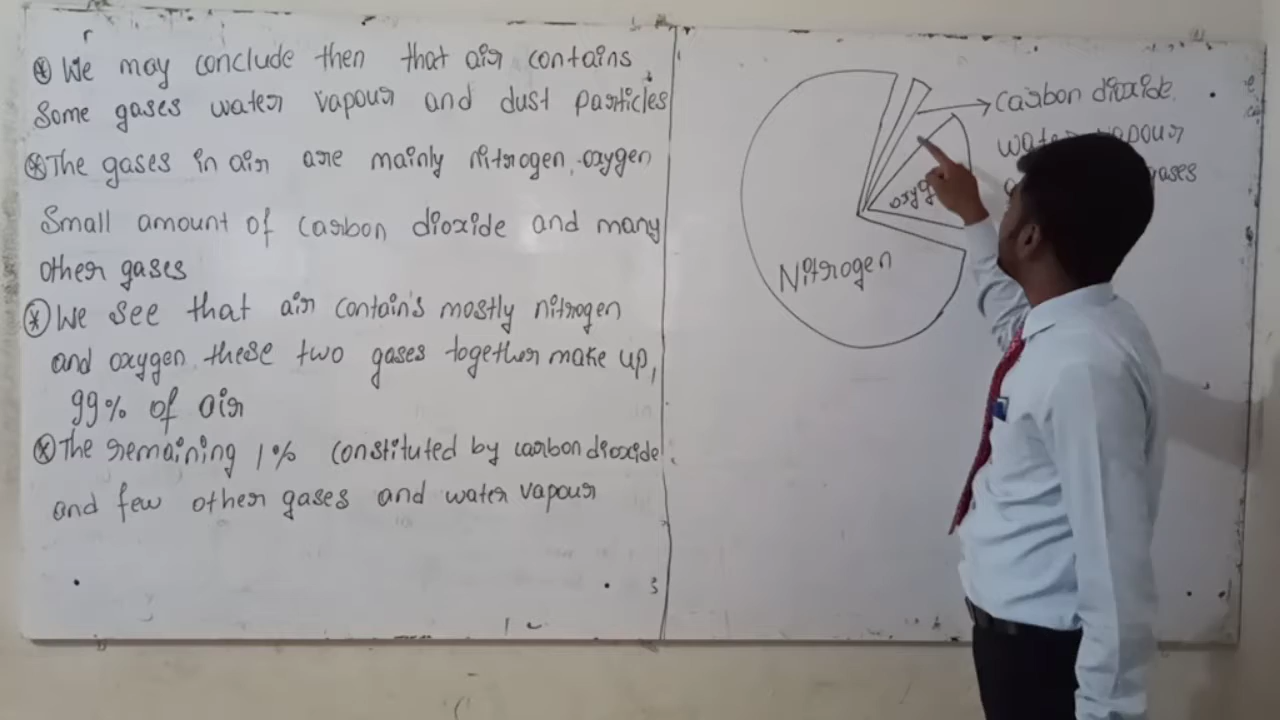 We may conclude then that air contains
Some gases water vapour and dust particles
The gases in air are mainly nitrogen, oxygen
Small amount of carbon dioxide and many
other gases
We see that air contain's mostly nitrogen
and oxygen these two gases together make up,
99% of air
The remaining 1% constituted by carbon dioxide
and few other gases and water vapour
Carbon dioxide
vapour
gases
Nitrogen